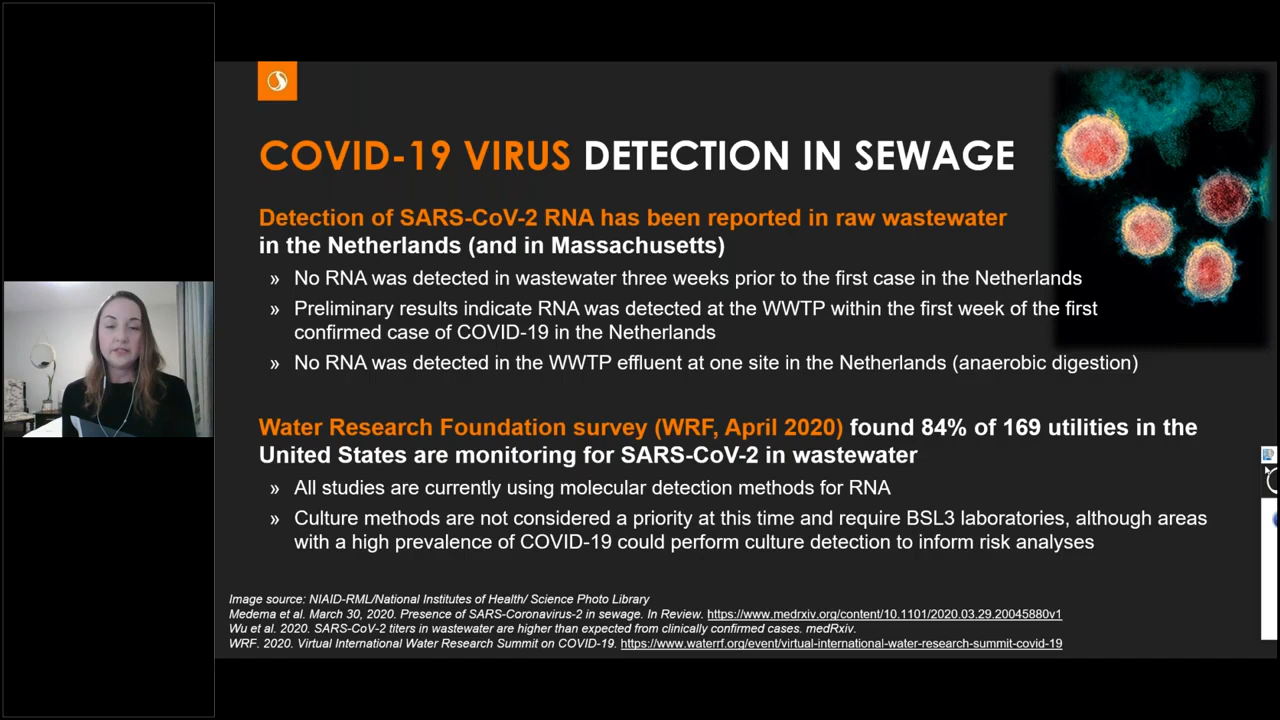 COVID-19 VIRUS DETECTION IN SEWAGE
Detection of SARS-CoV-2 RNA has been reported in raw wastewater
in the Netherlands (and in Massachusetts)
» No RNA was detected in wastewater three weeks prior to the first case in the Netherlands
» Preliminary results indicate RNA was detected at the WWTP within the first week of the first
confirmed case of COVID-19 in the Netherlands
» No RNA was detected in the WWTP effluent at one site in the Netherlands (anaerobic digestion)
Water Research Foundation survey (WRF, April 2020) found 84% of 169 utilities in the
United States are monitoring for SARS-CoV-2 in wastewater
» All studies are currently using molecular detection methods for RNA
» Culture methods are not considered a priority at this time and require BSL3 laboratories, although areas
with a high prevalence of COVID-19 could perform culture detection to inform risk analyses
Image source: NIAID-RML/National Institutes of Health/ Science Photo Library
Medema et al. March 30, 2020. Presence of SARS-Coronavirus-2 in sewage. In Review. https://www.medrxiv.org/content/10.1101/2020.03.29.20045880v1
Wu et al. 2020. SARS-CoV-2 titers in wastewater are higher than expected from clinically confirmed cases. medRxiv.
WRF. 2020. Virtual International Water Research Summit on COVID-19. https://www.waterrf.org/event/virtual-international-water-research-summit-covid-19